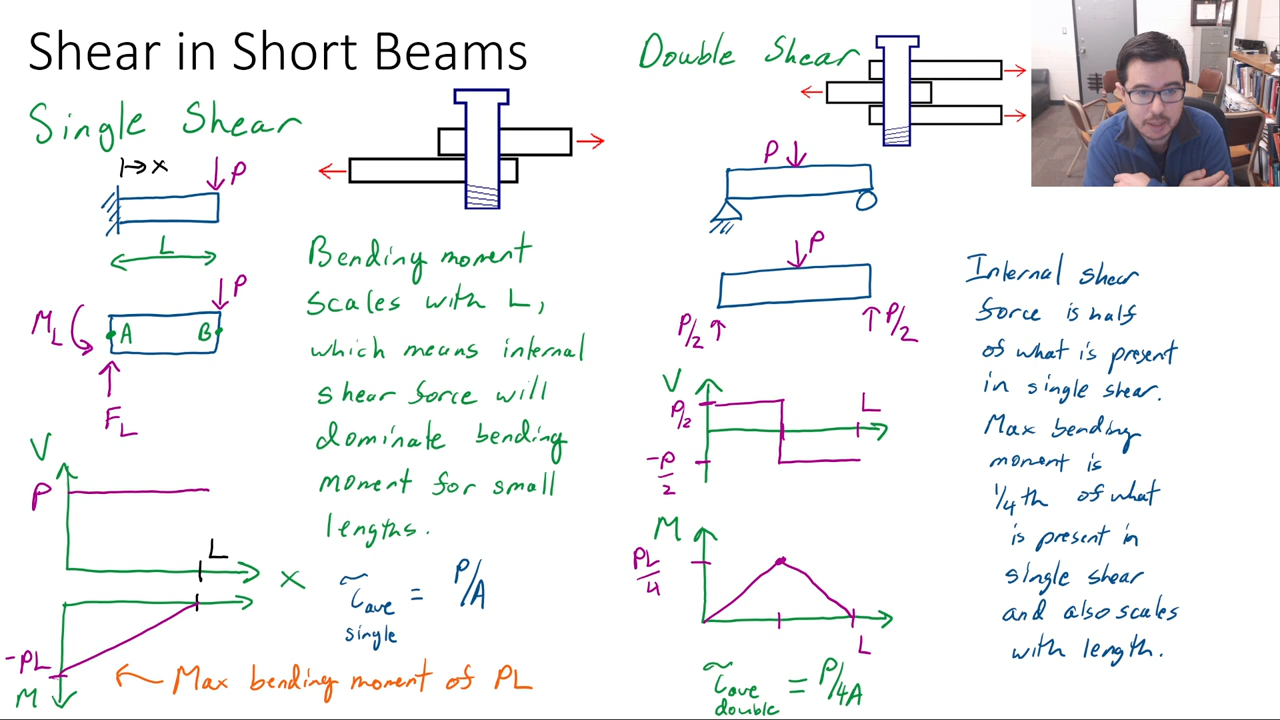 Shear in Short Beams
Single Shear
x
P
L
P
M_L
A
B
F_L
V
P
L
x
-PL
M
Max bending moment of PL
Bending moment
scales with L,
which means internal
shear force will
dominate bending
moment for small
lengths.
τ_ave single = P/A
Double Shear
P
P
P/2
P/2
V
P/2
-P/2
L
M
PL/4
L
τ_ave double = P/4A
Internal shear
force is half
of what is present
in single shear.
Max bending
moment is
1/4th of what
is present in
single shear
and also scales
with length.